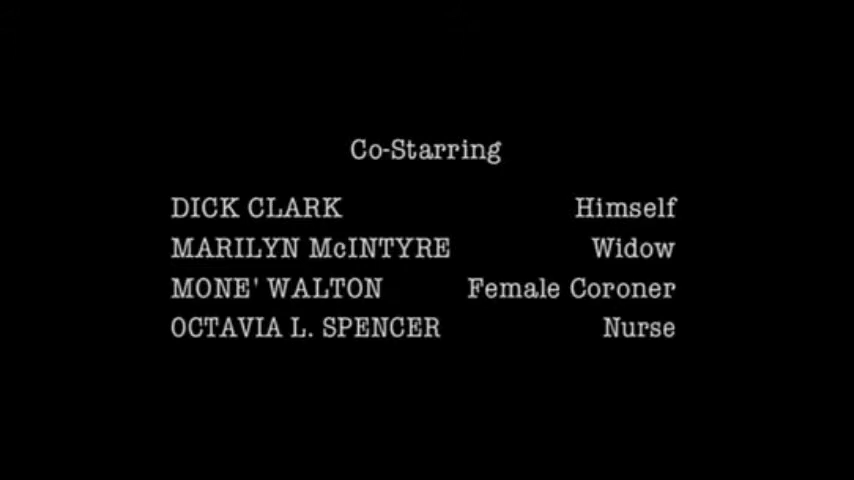 Co-Starring
DICK CLARK Himself
MARILYN McINTYRE Widow
MONE' WALTON Female Coroner
OCTAVIA L. SPENCER Nurse